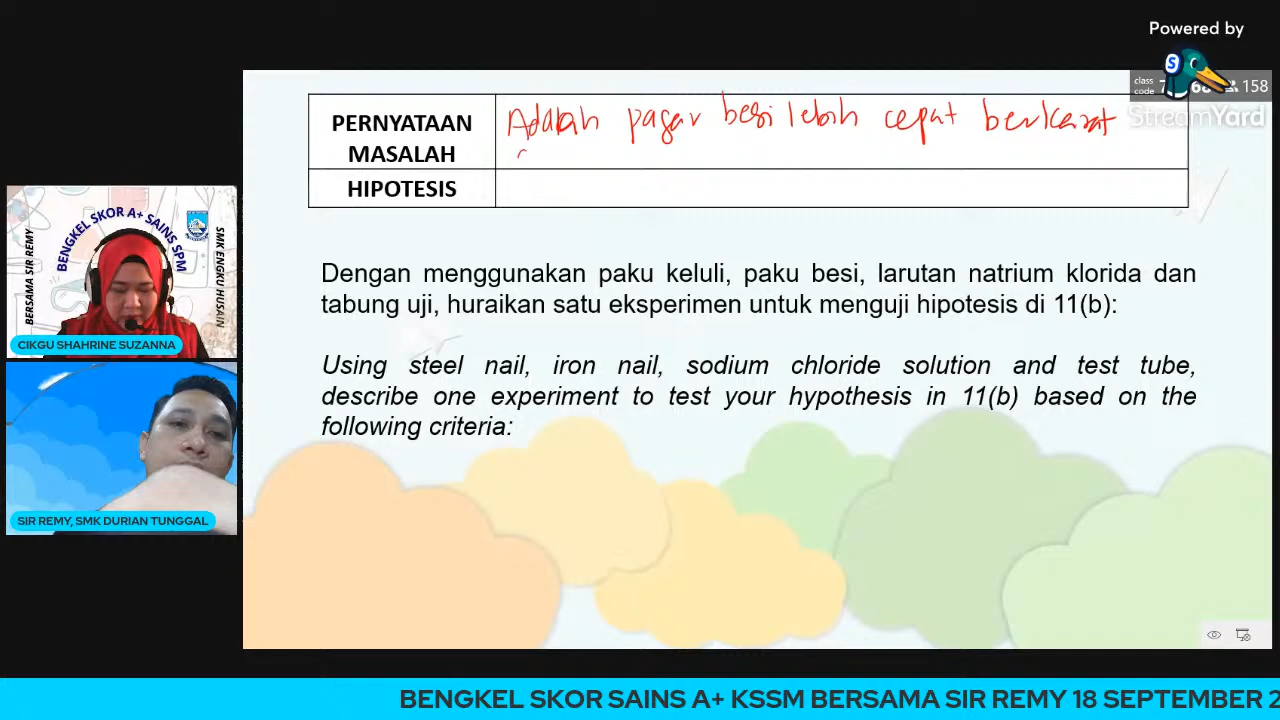 Powered by
StreamYard
class
code
158
PERNYATAAN
MASALAH
Adakah pagar besi lebih cepat berkarat
HIPOTESIS
Dengan menggunakan paku keluli, paku besi, larutan natrium klorida dan
tabung uji, huraikan satu eksperimen untuk menguji hipotesis di 11(b):
Using steel nail, iron nail, sodium chloride solution and test tube,
describe one experiment to test your hypothesis in 11(b) based on the
following criteria:
BERSAMA SIR REMY
BENGKEL SKOR A+ SAINS SPM
SMK ENGKU HUSAIN
CIKGU SHAHRINE SUZANNA
SIR REMY, SMK DURIAN TUNGGAL
BENGKEL SKOR SAINS A+ KSSM BERSAMA SIR REMY 18 SEPTEMBER 2